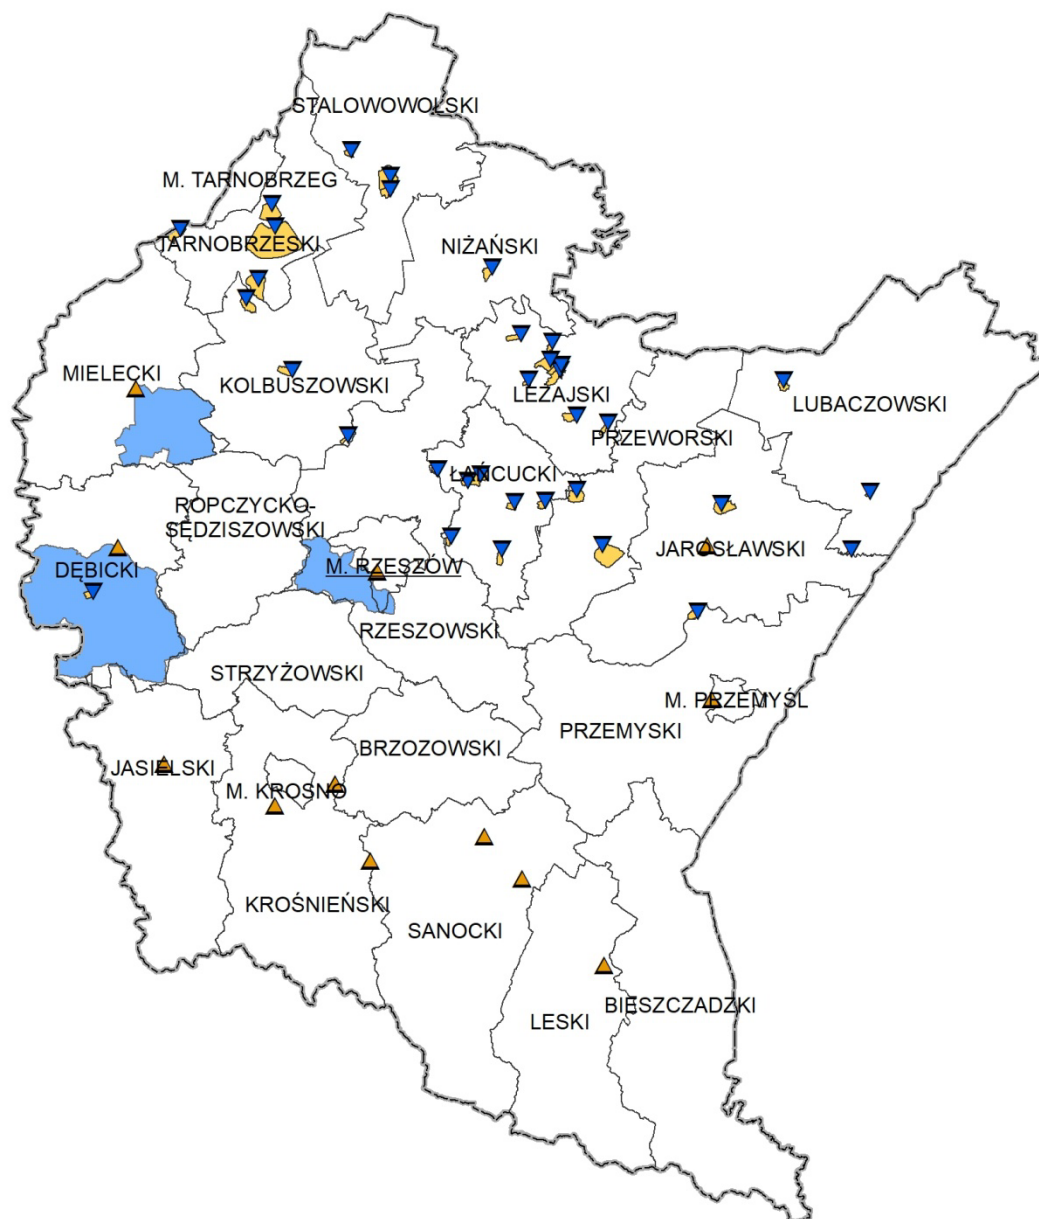 STALOWOWOLSKI
M. TARNOBRZEG
TARNOBRZESKI
NIŻAŃSKI
MIELECKI
KOLBUSZOWSKI
LEŻAJSKI
LUBACZOWSKI
PRZEWORSKI
ŁAŃCUCKI
ROPCZYCKO-
SĘDZISZOWSKI
JAROSŁAWSKI
DĘBICKI
M. RZESZÓW
RZESZOWSKI
STRZYŻOWSKI
M. PRZEMYŚL
PRZEMYSKI
BRZOZOWSKI
JASIELSKI
M. KROSNO
KROŚNIEŃSKI
SANOCKI
BIESZCZADZKI
LESKI